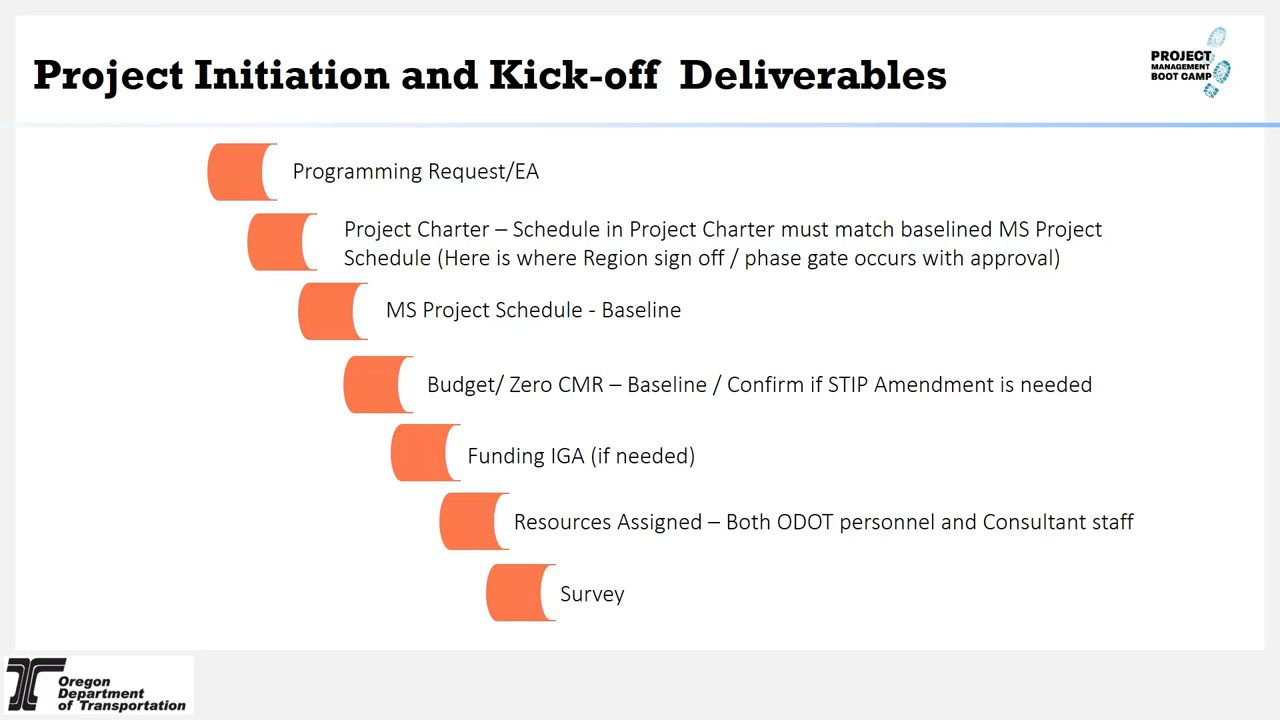 Project Initiation and Kick-off Deliverables
PROJECT
MANAGEMENT
BOOT CAMP
Programming Request/EA
Project Charter – Schedule in Project Charter must match baselined MS Project
Schedule (Here is where Region sign off / phase gate occurs with approval)
MS Project Schedule - Baseline
Budget/ Zero CMR – Baseline / Confirm if STIP Amendment is needed
Funding IGA (if needed)
Resources Assigned – Both ODOT personnel and Consultant staff
Survey
Oregon
Department
of Transportation